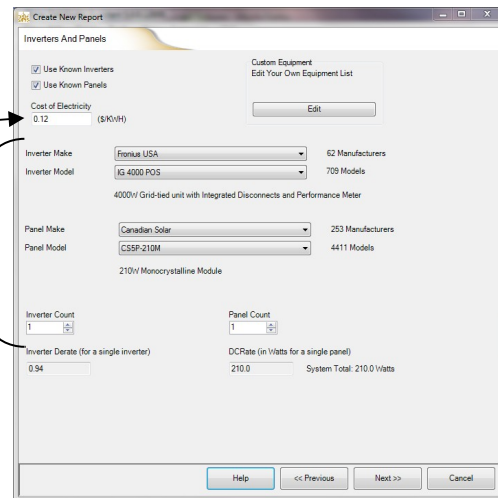 Create New Report
Inverters And Panels
Use Known Inverters
Use Known Panels
Custom Equipment
Edit Your Own Equipment List
Edit
Cost of Electricity
0.12 ($/KWH)
Inverter Make Fronius USA 62 Manufacturers
Inverter Model IG 4000 POS 709 Models
4000W Grid-tied unit with Integrated Disconnects and Performance Meter
Panel Make Canadian Solar 253 Manufacturers
Panel Model CS5P-210M 4411 Models
210W Monocrystalline Module
Inverter Count Panel Count
1 1
Inverter Derate (for a single inverter) DCRate (in Watts for a single panel)
0.94 210.0 System Total: 210.0 Watts
Help << Previous Next >> Cancel